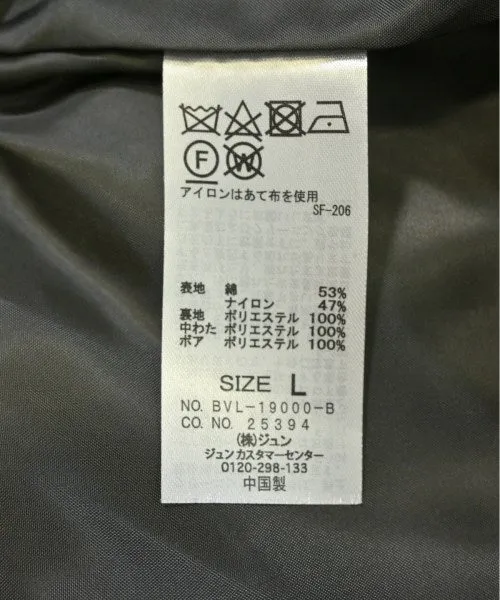 F W
アイロンはあて布を使用
SF-206
表地 綿 53%
ナイロン 47%
裏地 ポリエステル 100%
中わた ポリエステル 100%
ボア ポリエステル 100%
SIZE L
NO. BVL-19000-B
CO. NO. 25394
(株)ジュン
ジュンカスタマーセンター
0120-298-133
中国製